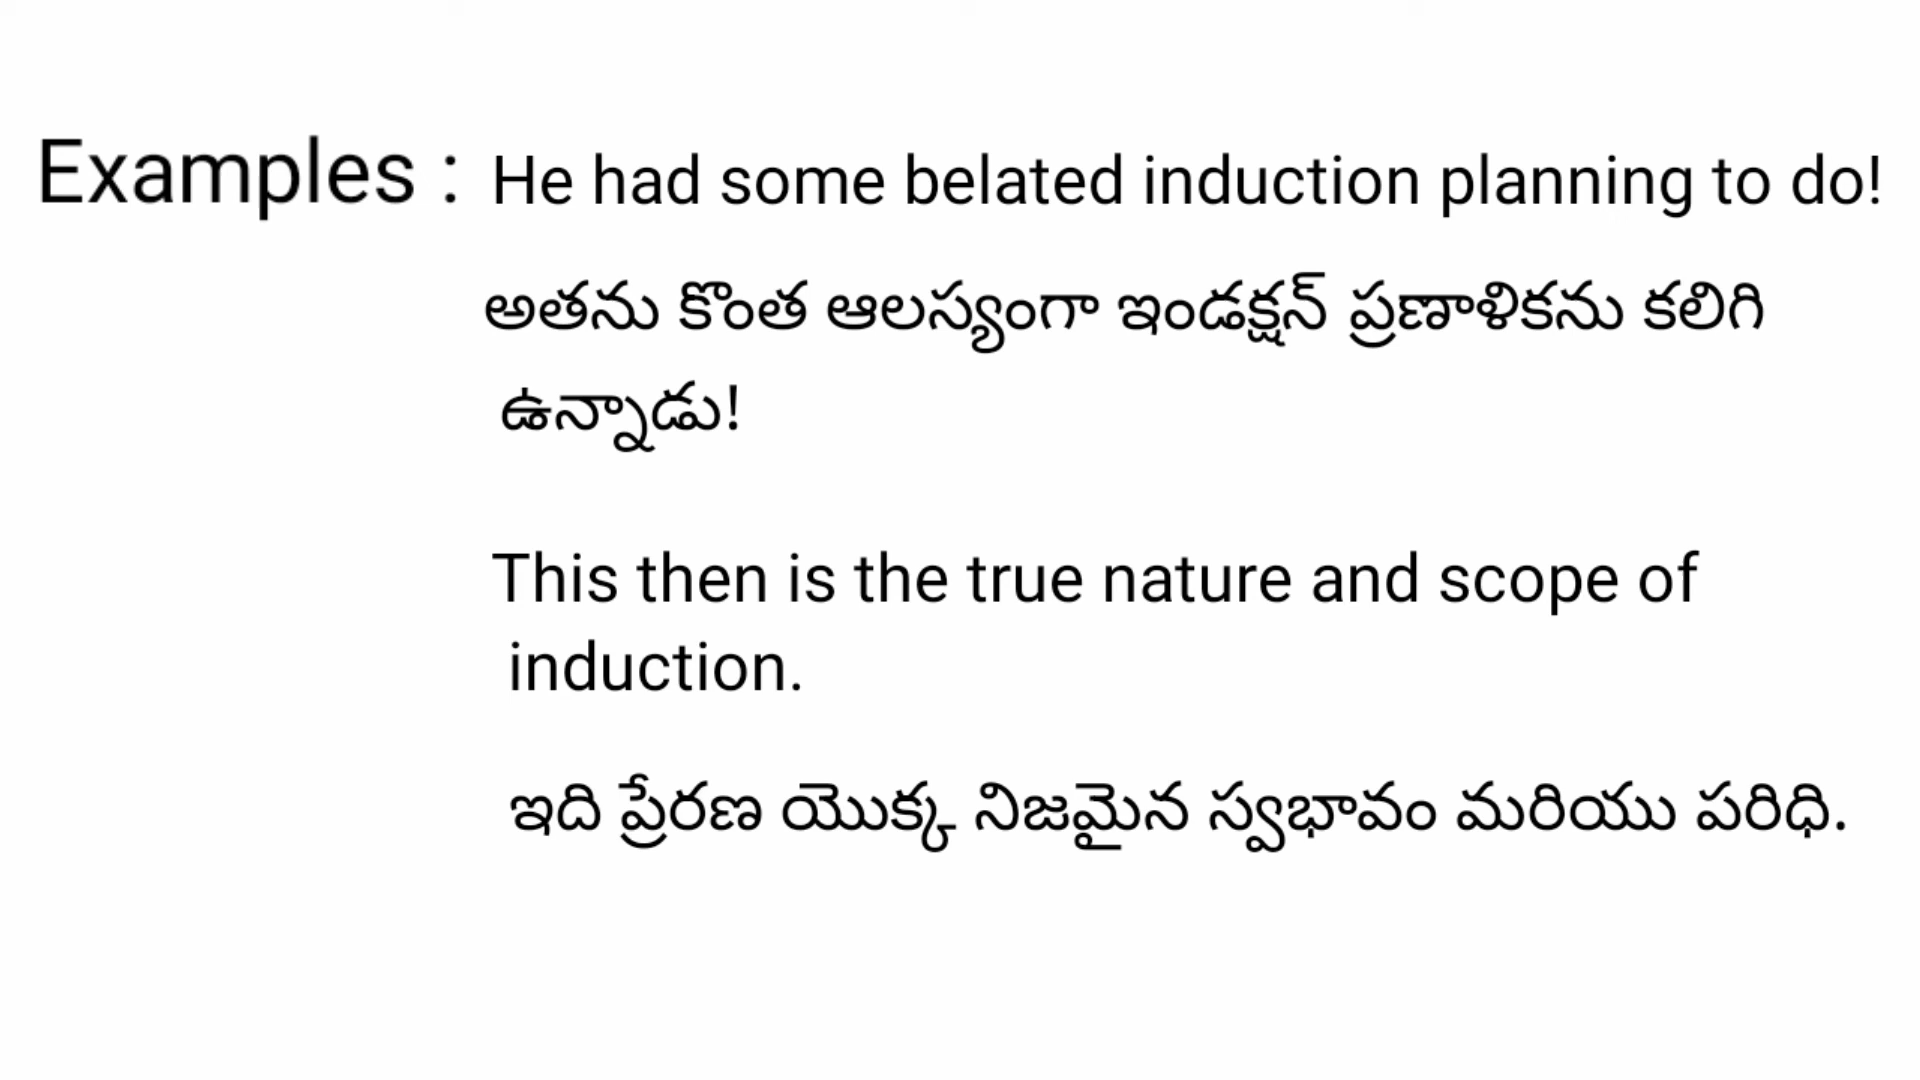 Examples : He had some belated induction planning to do!
అతను కొంత ఆలస్యంగా ఇండక్షన్ ప్రణాళికను కలిగి
ఉన్నాడు!
This then is the true nature and scope of
induction.
ఇది ప్రేరణ యొక్క నిజమైన స్వభావం మరియు పరిధి.